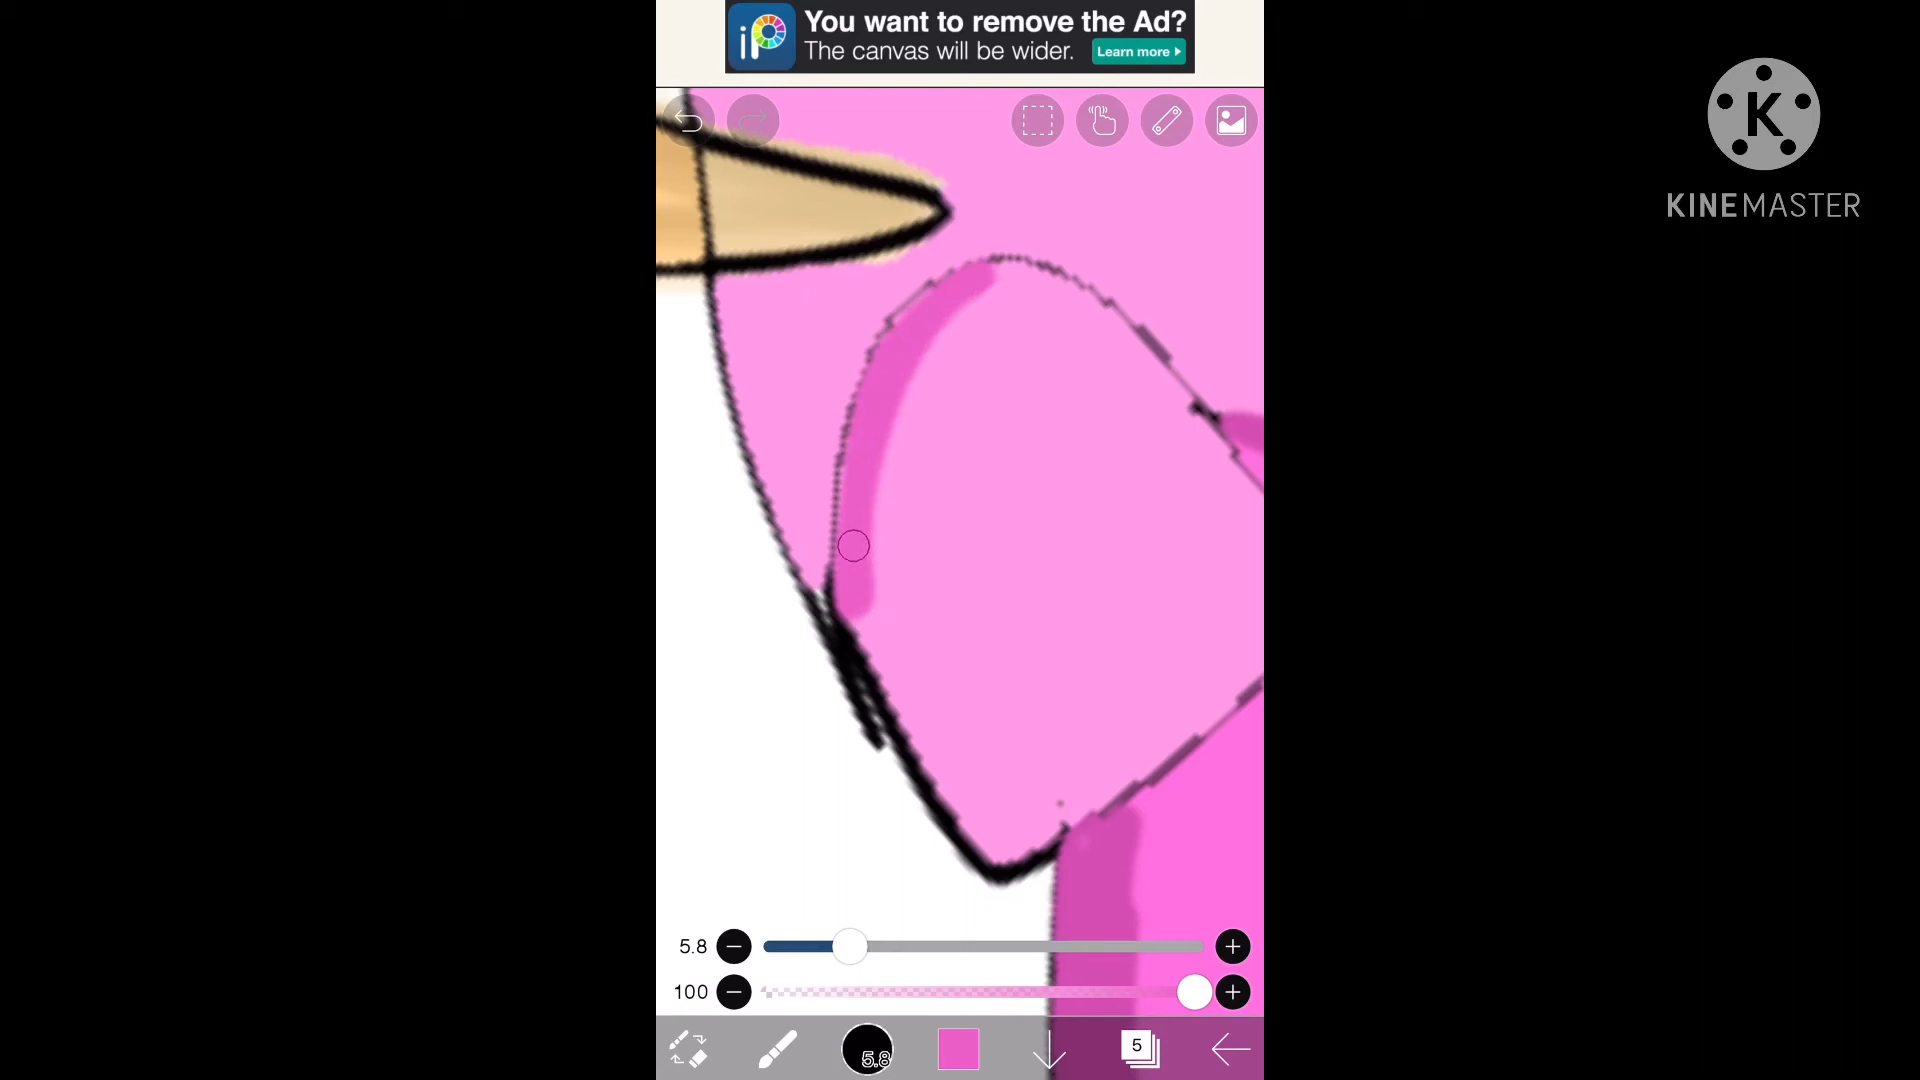 iP
You want to remove the Ad?
The canvas will be wider.
Learn more
K
KINEMASTER
5.8
100
5.8
5